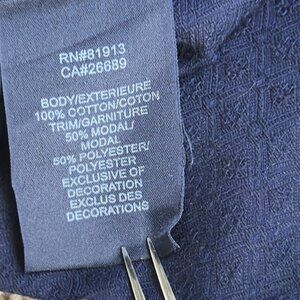 RN#81913
CA#26689
BODY/EXTERIEURE
100% COTTON/COTON
TRIM/GARNITURE
50% MODAL/
MODAL
50% POLYESTER/
POLYESTER
EXCLUSIVE OF
DECORATION
EXCLUSION DES
DECORATIONS